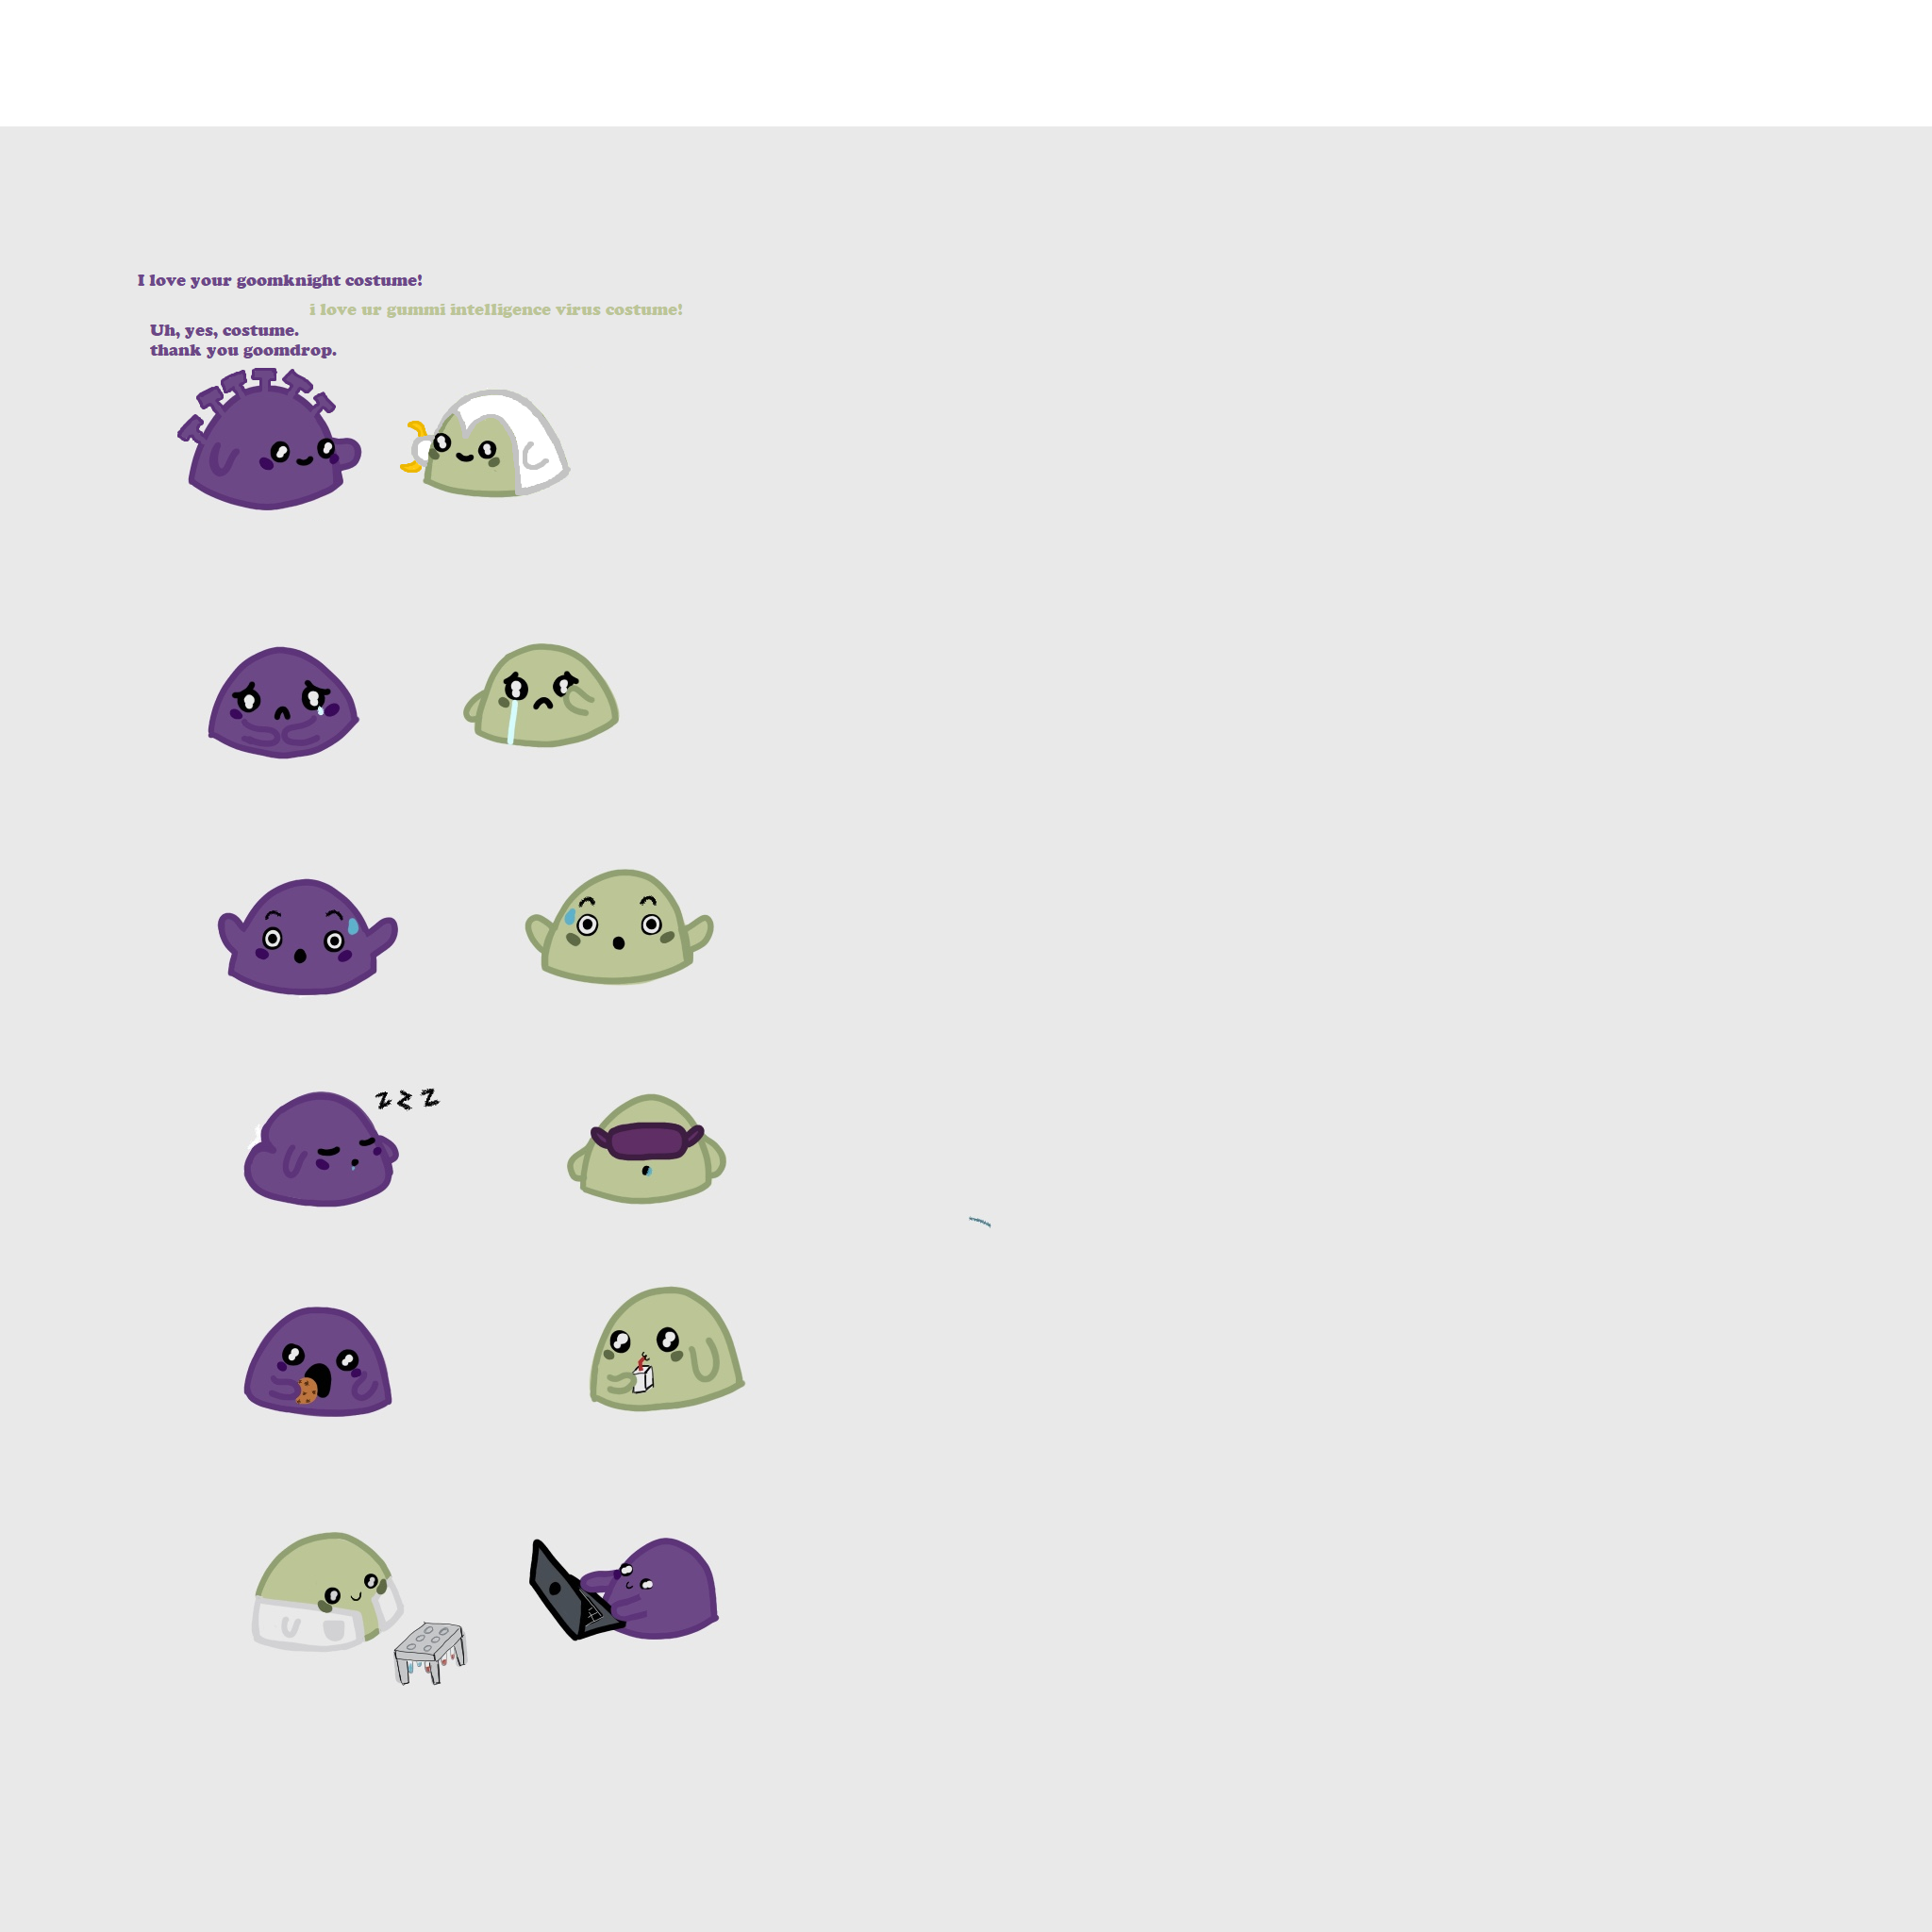 I love your goomknight costume!
i love ur gummi intelligence virus costume!
Uh, yes, costume.
thank you goomdrop.
z z z